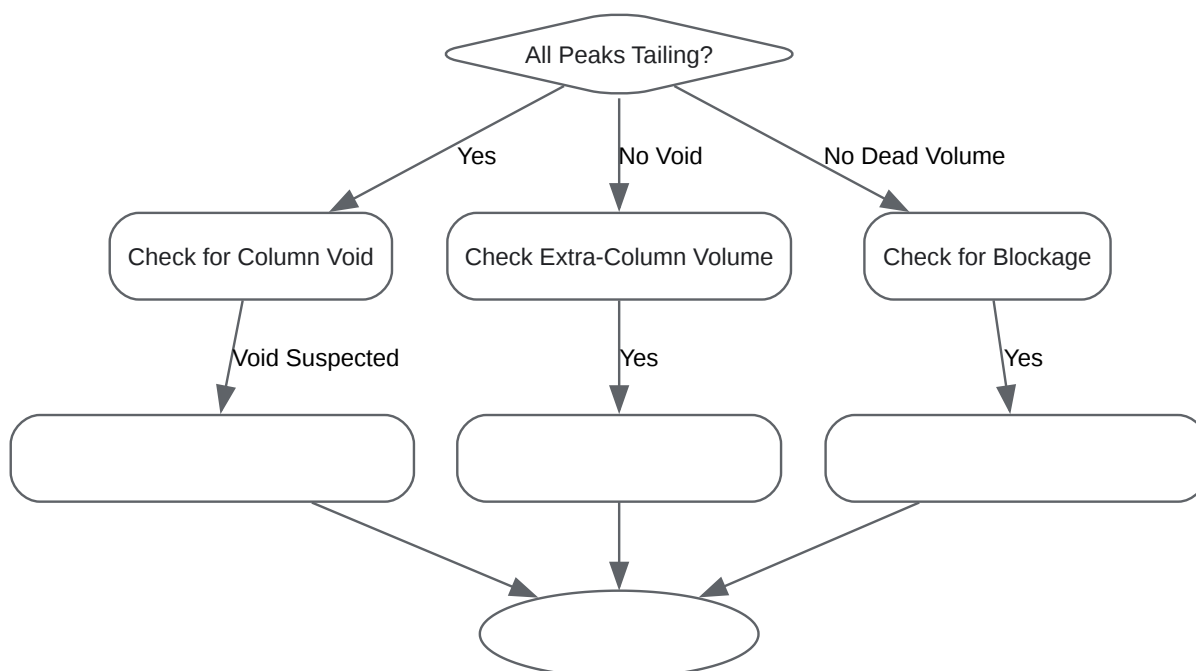 All Peaks Tailing?
Yes
No Void
No Dead Volume
Check for Column Void
Check Extra-Column Volume
Check for Blockage
Void Suspected
Yes
Yes